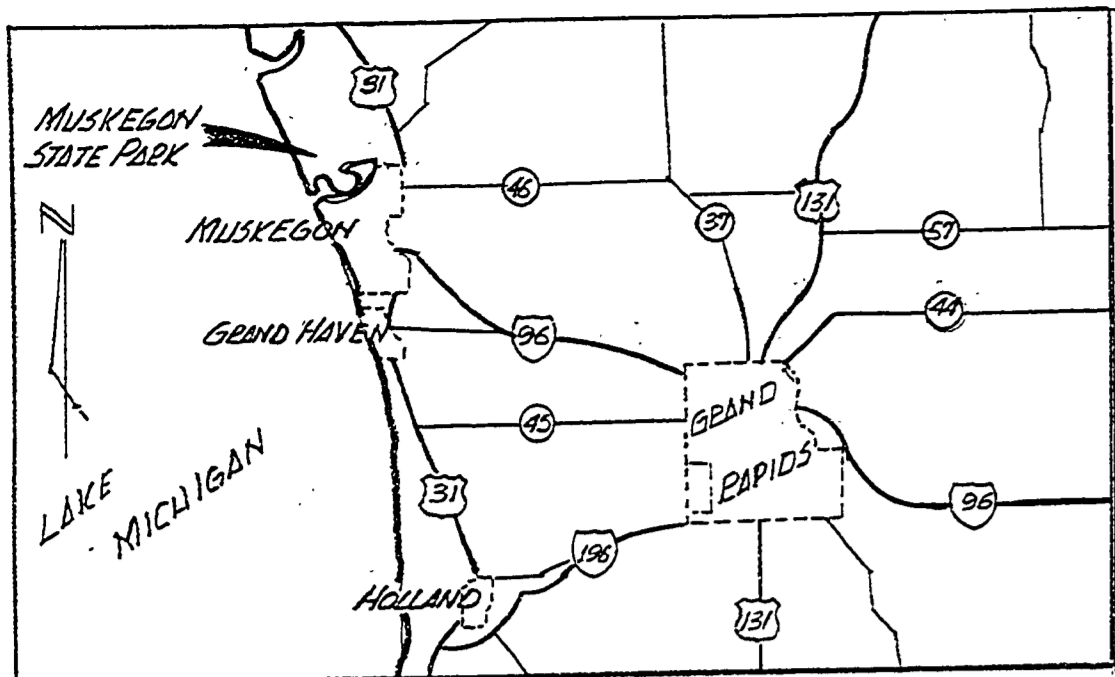 31
MUSKEGON
STATE PARK
46
131
37
57
N
MUSKEGON
44
GRAND HAVEN
96
GRAND
RAPIDS
45
LAKE
MICHIGAN
31
96
196
HOLLAND
131